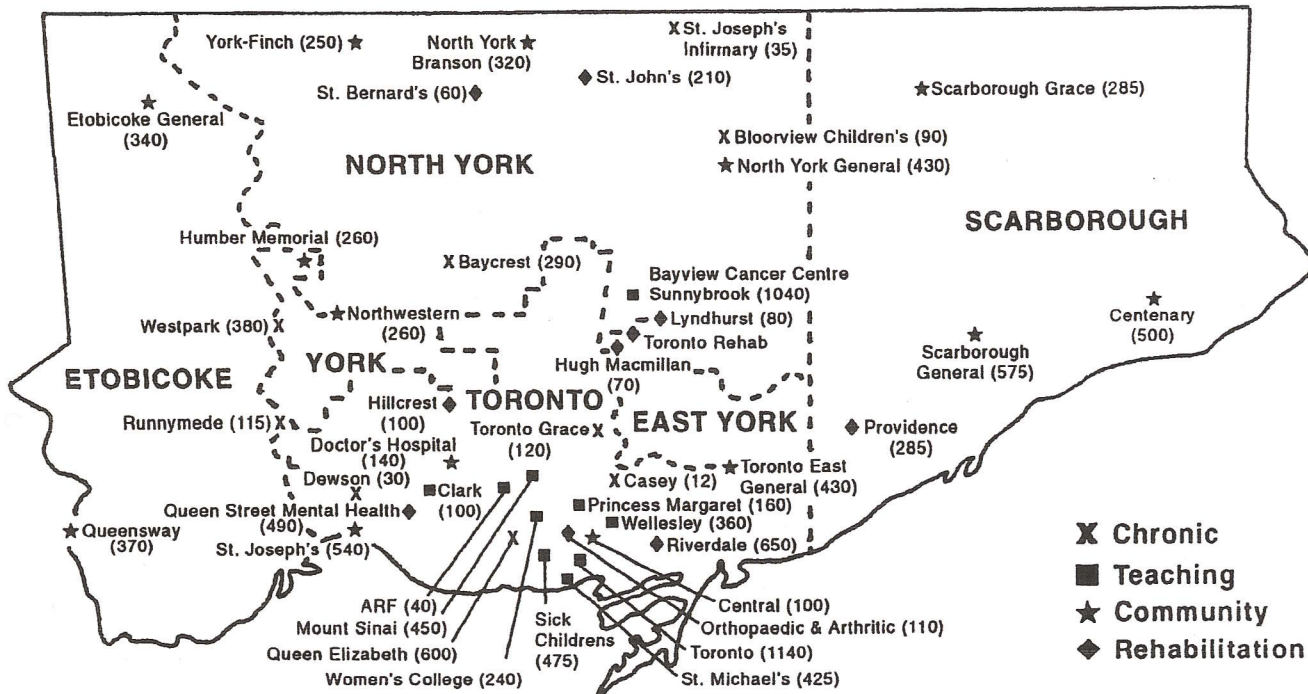 York-Finch (250)
North York
Branson (320)
St. Joseph's
Infirmary
(35)
St. Bernard's (60)
St. John's (210)
Etobicoke General
(340)
Scarborough Grace (285)
Bloorview Children's (90)
North York General (430)
NORTH YORK
SCARBOROUGH
Humber Memorial (260)
Baycrest (290)
Bayview Cancer Centre
Sunnybrook (1040)
Westpark (380)
Northwestern
(260)
Lyndhurst (80)
Toronto Rehab
Hugh Macmillan
(70)
Centenary
(500)
Scarborough
General (575)
ETOBICOKE
YORK
TORONTO
EAST YORK
Hillcrest
(100)
Runnymede (115)
Toronto Grace
(120)
Providence
(285)
Doctor's Hospital
(140)
Dewson (30)
Clark
(100)
Casey (12)
Toronto East
General (430)
Princess Margaret (160)
Wellesley (360)
Riverdale (650)
Queen Street Mental Health
(490)
Queensway
(370)
St. Joseph's (540)
ARF (40)
Mount Sinai (450)
Queen Elizabeth (600)
Women's College (240)
Sick
Childrens
(475)
Central (100)
Orthopaedic & Arthritic (110)
Toronto (1140)
St. Michael's (425)
X Chronic
Teaching
Community
Rehabilitation